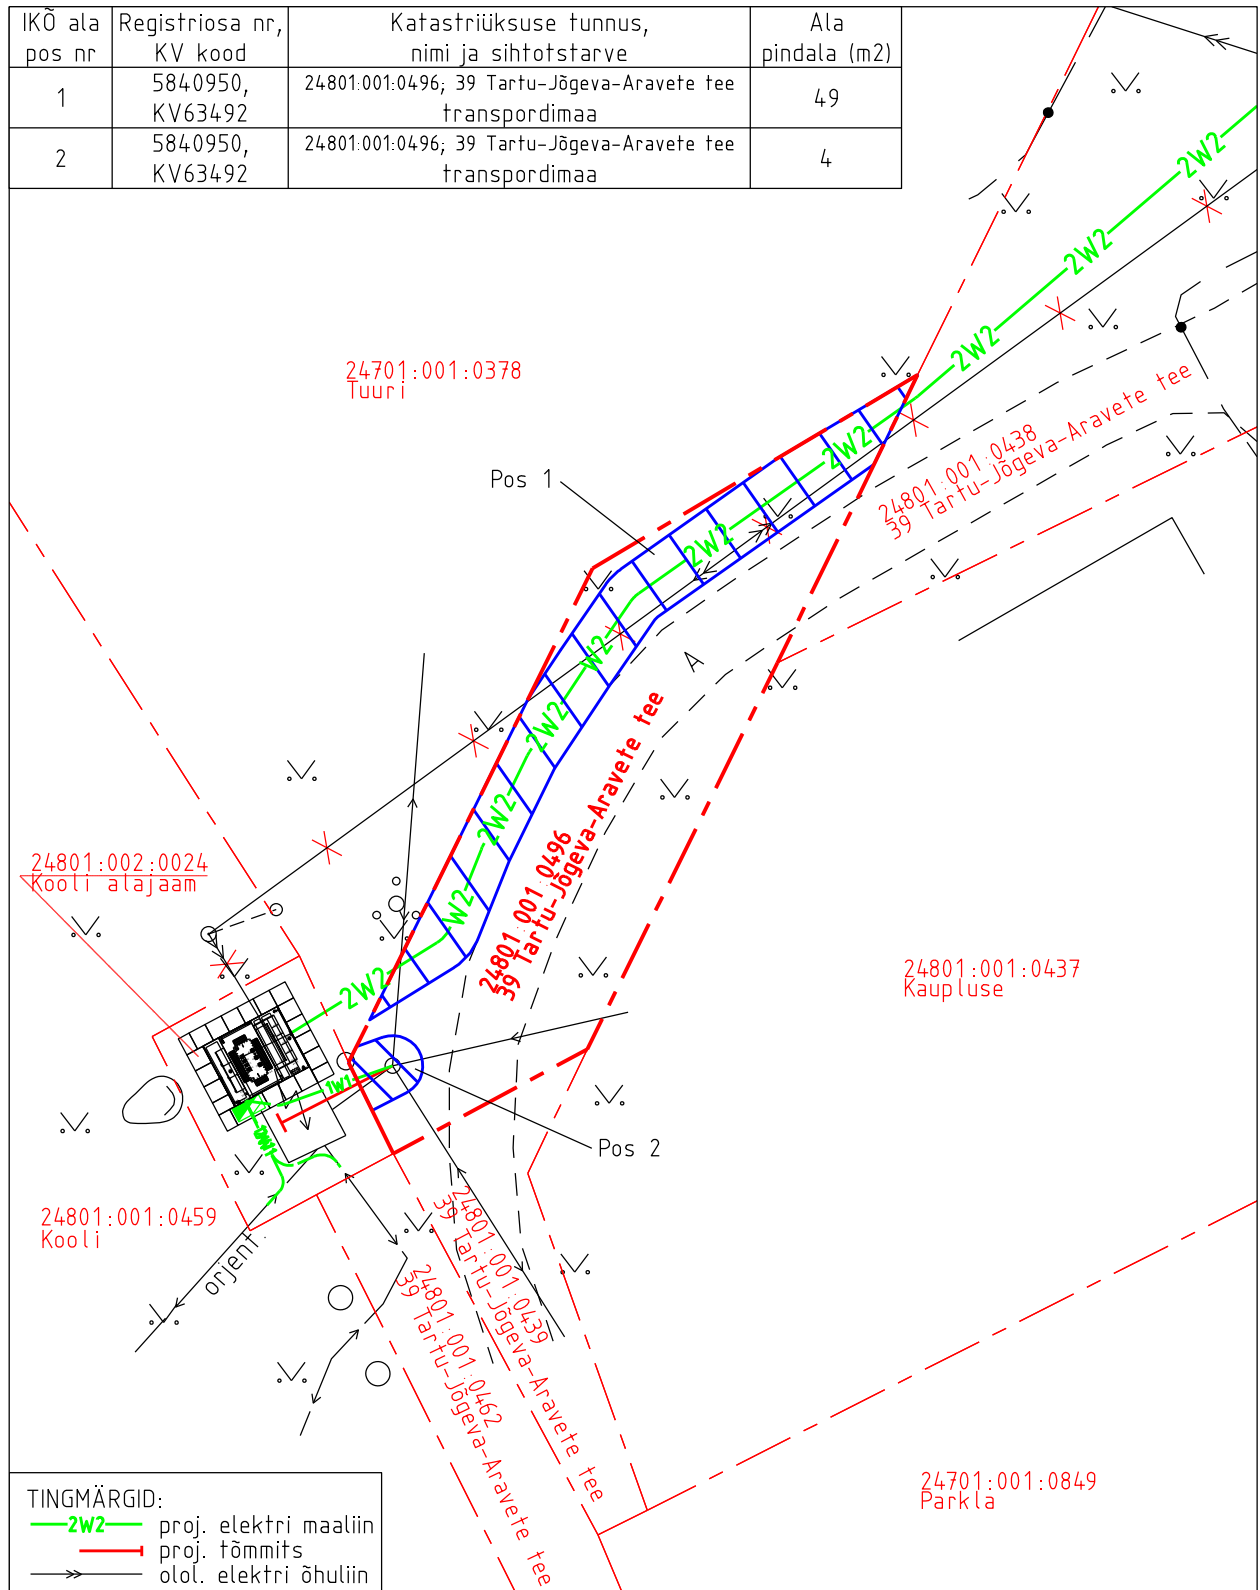 IKÕ ala pos nr
Registriosa nr, KV kood
Katastriüksuse tunnus, nimi ja sihtotstarve
Ala pindala (m2)
1
5840950, KV63492
24801:001:0496; 39 Tartu-Jõgeva-Aravete tee transpordimaa
49
2
5840950, KV63492
24801:001:0496; 39 Tartu-Jõgeva-Aravete tee transpordimaa
4
2W2
2W2
2W2
24701:001:0378
Tuuri
24801:001:0438
39 Tartu-Jõgeva-Aravete tee
2W2
Pos 1
2W2
W2
A
2W2
24801:001:0496
39 Tartu-Jõgeva-Aravete tee
2W2
24801:002:0024
Kooli alajaam
W2
2W2
24801:001:0437
Kaupluse
1W1
Pos 2
24801:001:0459
Kooli
orjent.
24801:001:0439
39 Tartu-Jõgeva-Aravete tee
24801:001:0462
39 Tartu-Jõgeva-Aravete tee
24701:001:0849
Parkla
TINGMÄRGID:
2W2 proj. elektri maaliin
proj. tõmmits
olol. elektri õhuliin